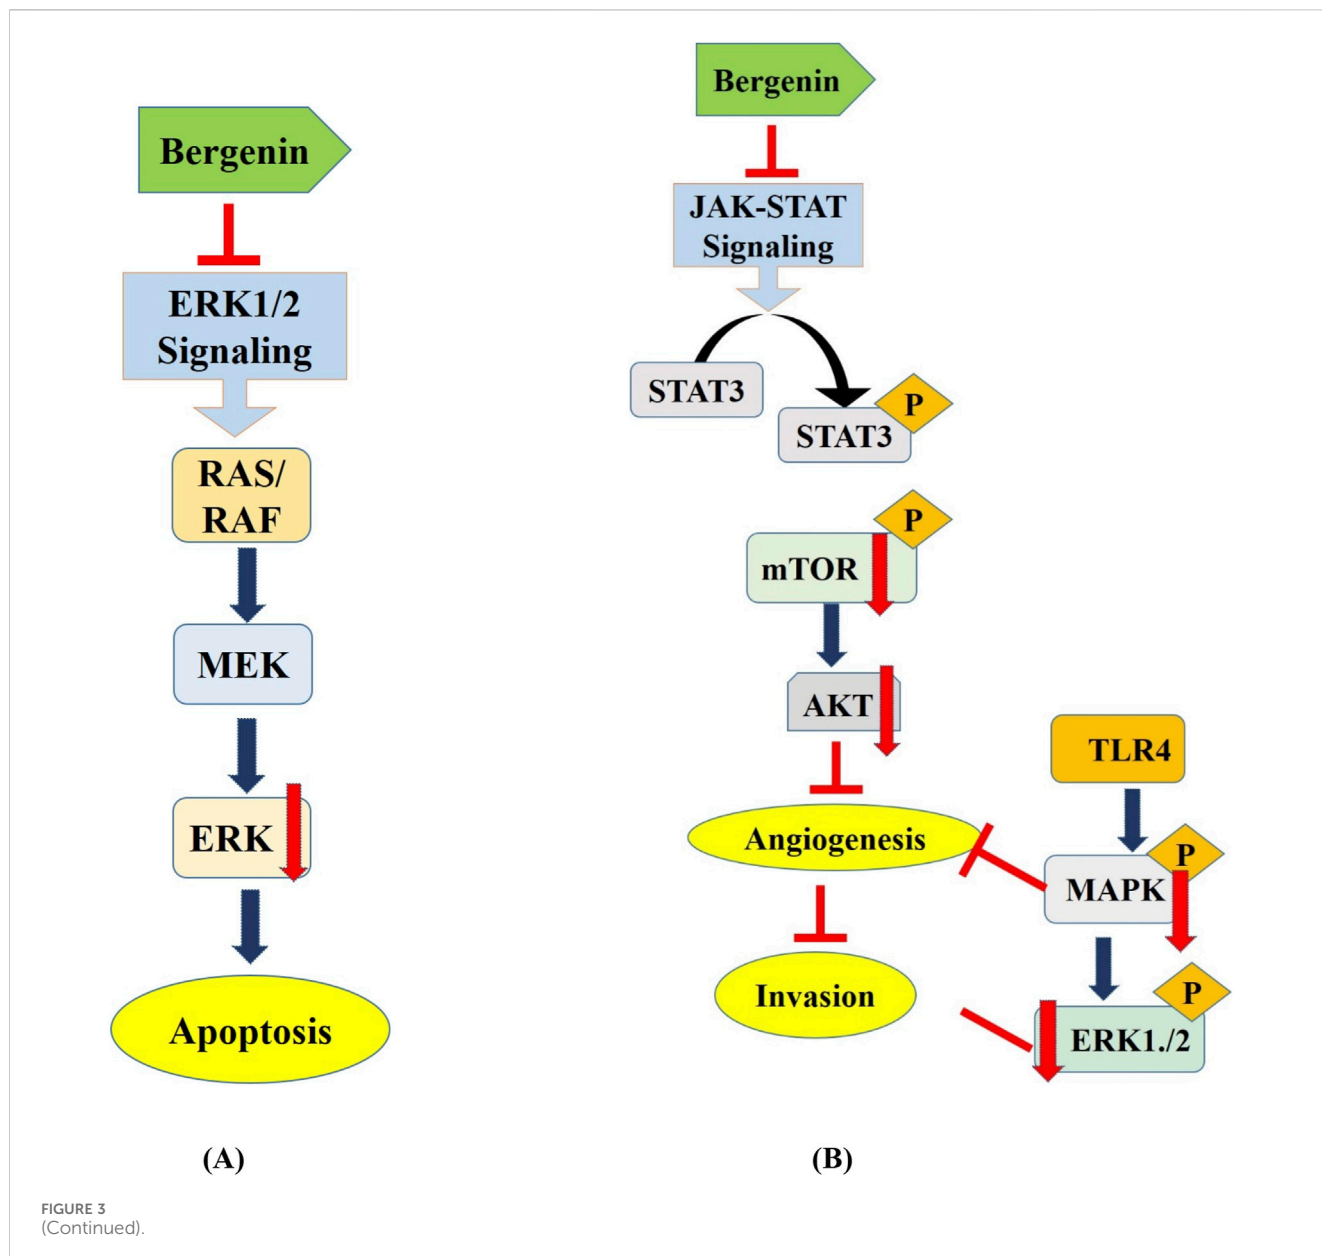 Bergenin
ERK1/2
Signaling
RAS/
RAF
MEK
ERK
Apoptosis
(A)
Bergenin
JAK-STAT
Signaling
STAT3
P
STAT3
P
mTOR
AKT
TLR4
Angiogenesis
P
MAPK
Invasion
P
ERK1./2
(B)
FIGURE 3
(Continued).